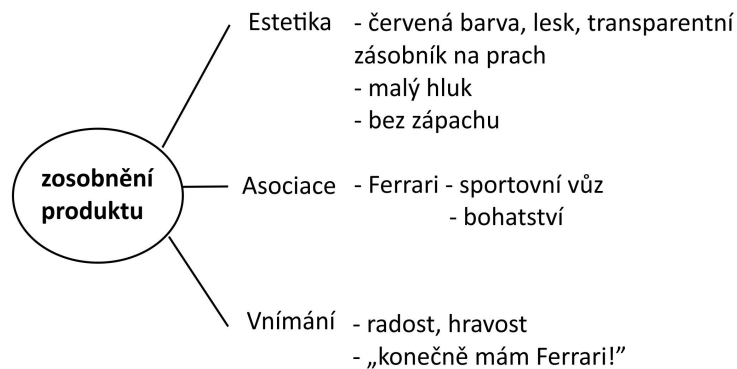 Estetika - červená barva, lesk, transparentní
zásobník na prach
- malý hluk
- bez zápachu
zosobnění
produktu
Asociace - Ferrari - sportovní vůz
- bohatství
Vnímání - radost, hravost
- „konečně mám Ferrari!”